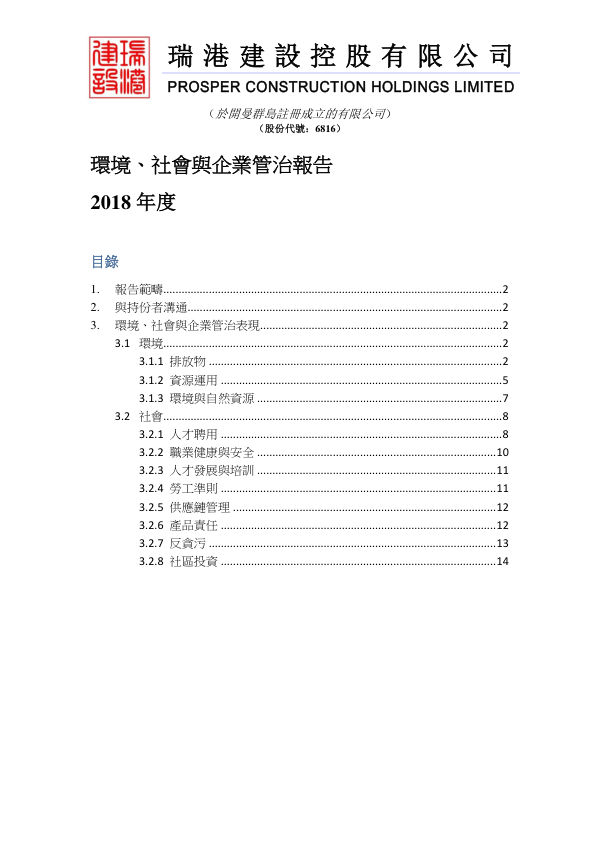 瑞港建設
瑞港建設控股有限公司
PROSPER CONSTRUCTION HOLDINGS LIMITED
（於開曼群島註冊成立的有限公司）
（股份代號：6816）
環境、社會與企業管治報告
2018 年度
目錄
1. 報告範疇 2
2. 與持份者溝通 2
3. 環境、社會與企業管治表現 2
3.1 環境 2
3.1.1 排放物 2
3.1.2 資源運用 5
3.1.3 環境與自然資源 7
3.2 社會 8
3.2.1 人才聘用 8
3.2.2 職業健康與安全 10
3.2.3 人才發展與培訓 11
3.2.4 勞工準則 11
3.2.5 供應鏈管理 12
3.2.6 產品責任 12
3.2.7 反貪污 13
3.2.8 社區投資 14